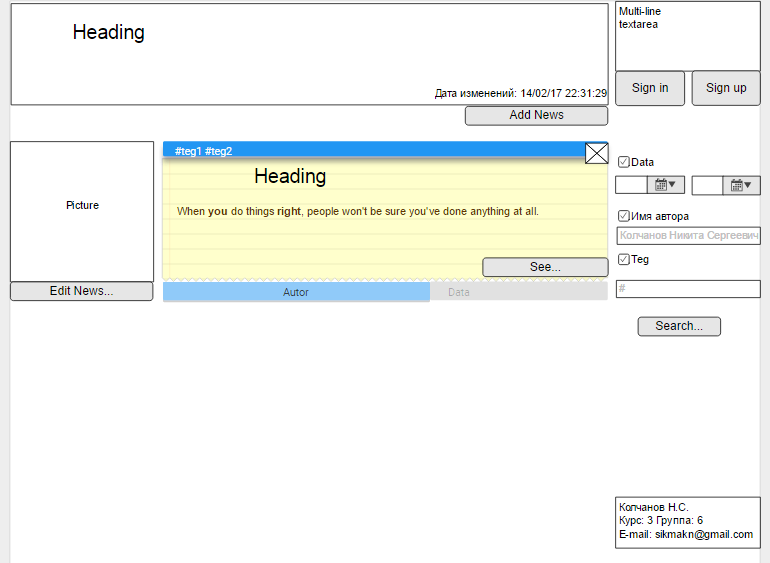 Heading
Дата изменений: 14/02/17 22:31:29
Multi-line
textarea
Sign in
Sign up
Add News
Picture
Edit News...
#teg1 #teg2
Heading
When you do things right, people won't be sure you've done anything at all.
See...
Autor
Data
Data
Имя автора
Колчанов Никита Сергеевич
Teg
#
Search...
Колчанов Н.С.
Курс: 3 Группа: 6
E-mail: sikmakn@gmail.com